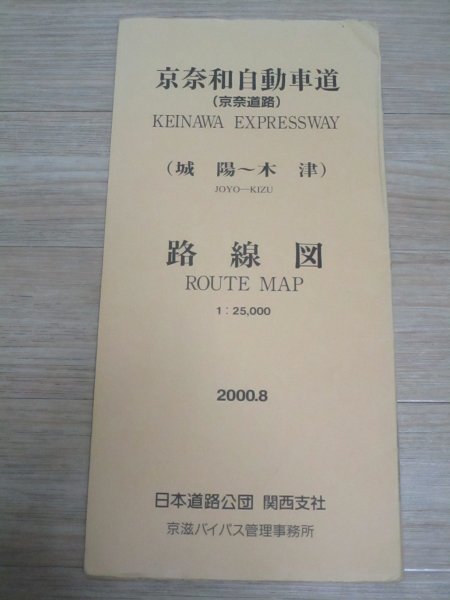 京奈和自動車道
(京奈道路)
KEINAWA EXPRESSWAY
(城 陽〜木 津)
JOYO—KIZU
路線図
ROUTE MAP
1:25,000
2000.8
日本道路公団 関西支社
京滋バイパス管理事務所